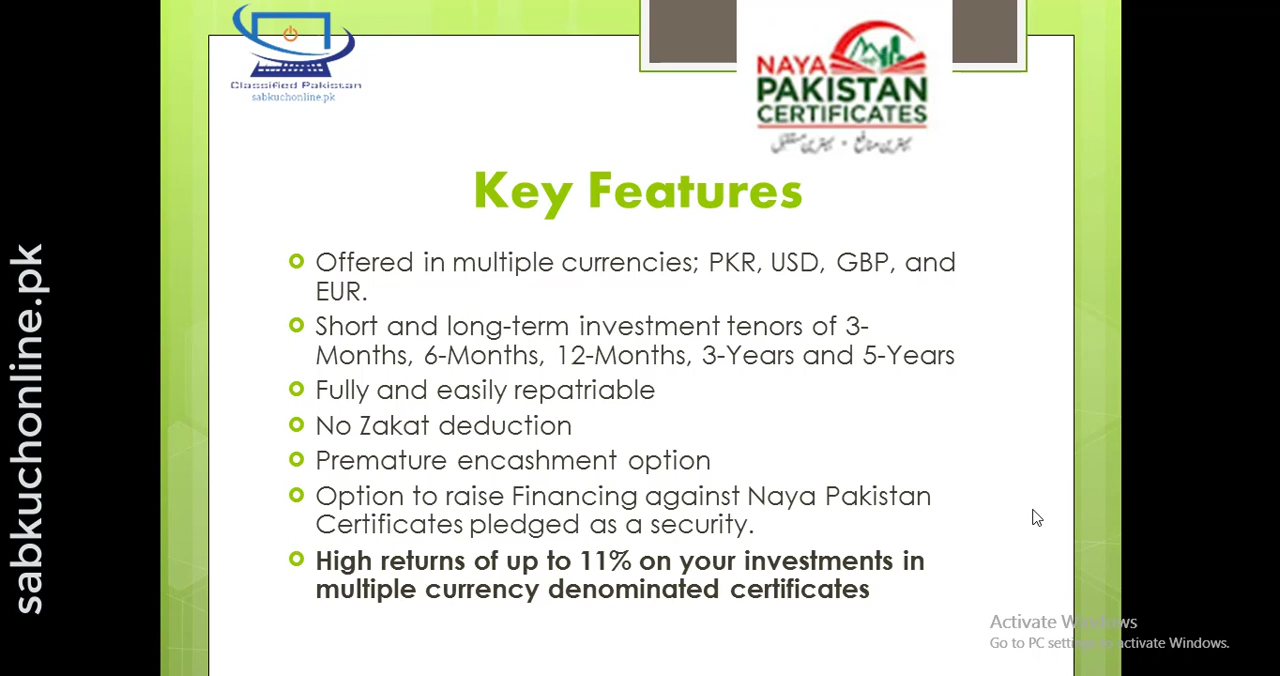 Classified Pakistan
sabkuchonline.pk
NAYA
PAKISTAN
CERTIFICATES
بہترین منافع • بہترین مستقبل
Key Features
Offered in multiple currencies; PKR, USD, GBP, and
EUR.
Short and long-term investment tenors of 3-
Months, 6-Months, 12-Months, 3-Years and 5-Years
Fully and easily repatriable
No Zakat deduction
Premature encashment option
Option to raise Financing against Naya Pakistan
Certificates pledged as a security.
High returns of up to 11% on your investments in
multiple currency denominated certificates
sabkuchonline.pk
Activate Windows
Go to PC settings to activate Windows.